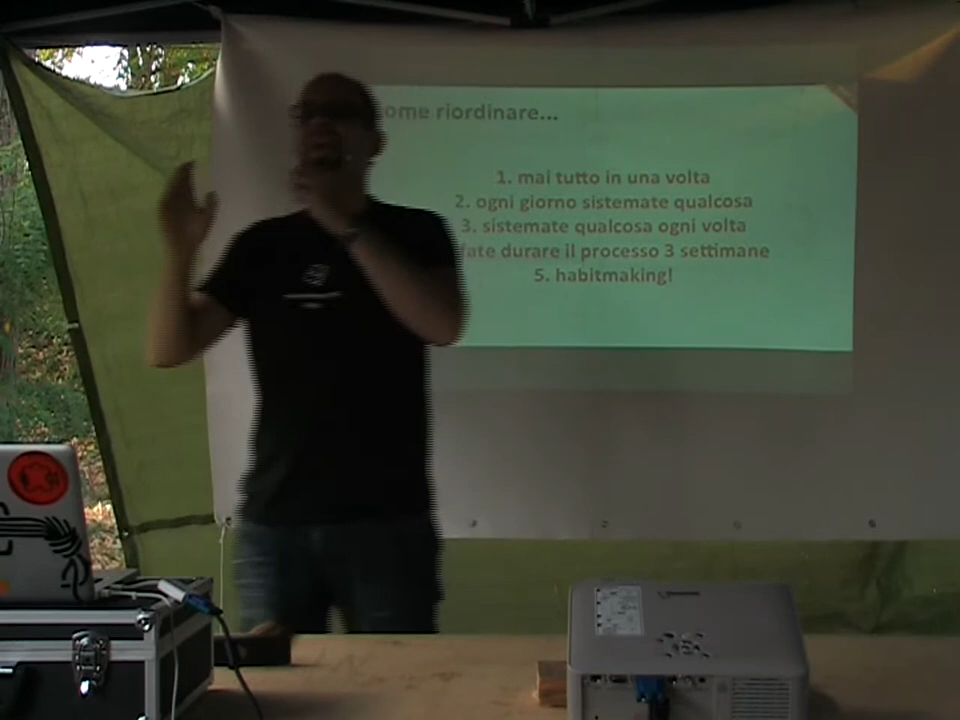 ome riordinare...
1. mai tutto in una volta
2. ogni giorno sistemate qualcosa
3. sistemate qualcosa ogni volta
fate durare il processo 3 settimane
5. habitmaking!